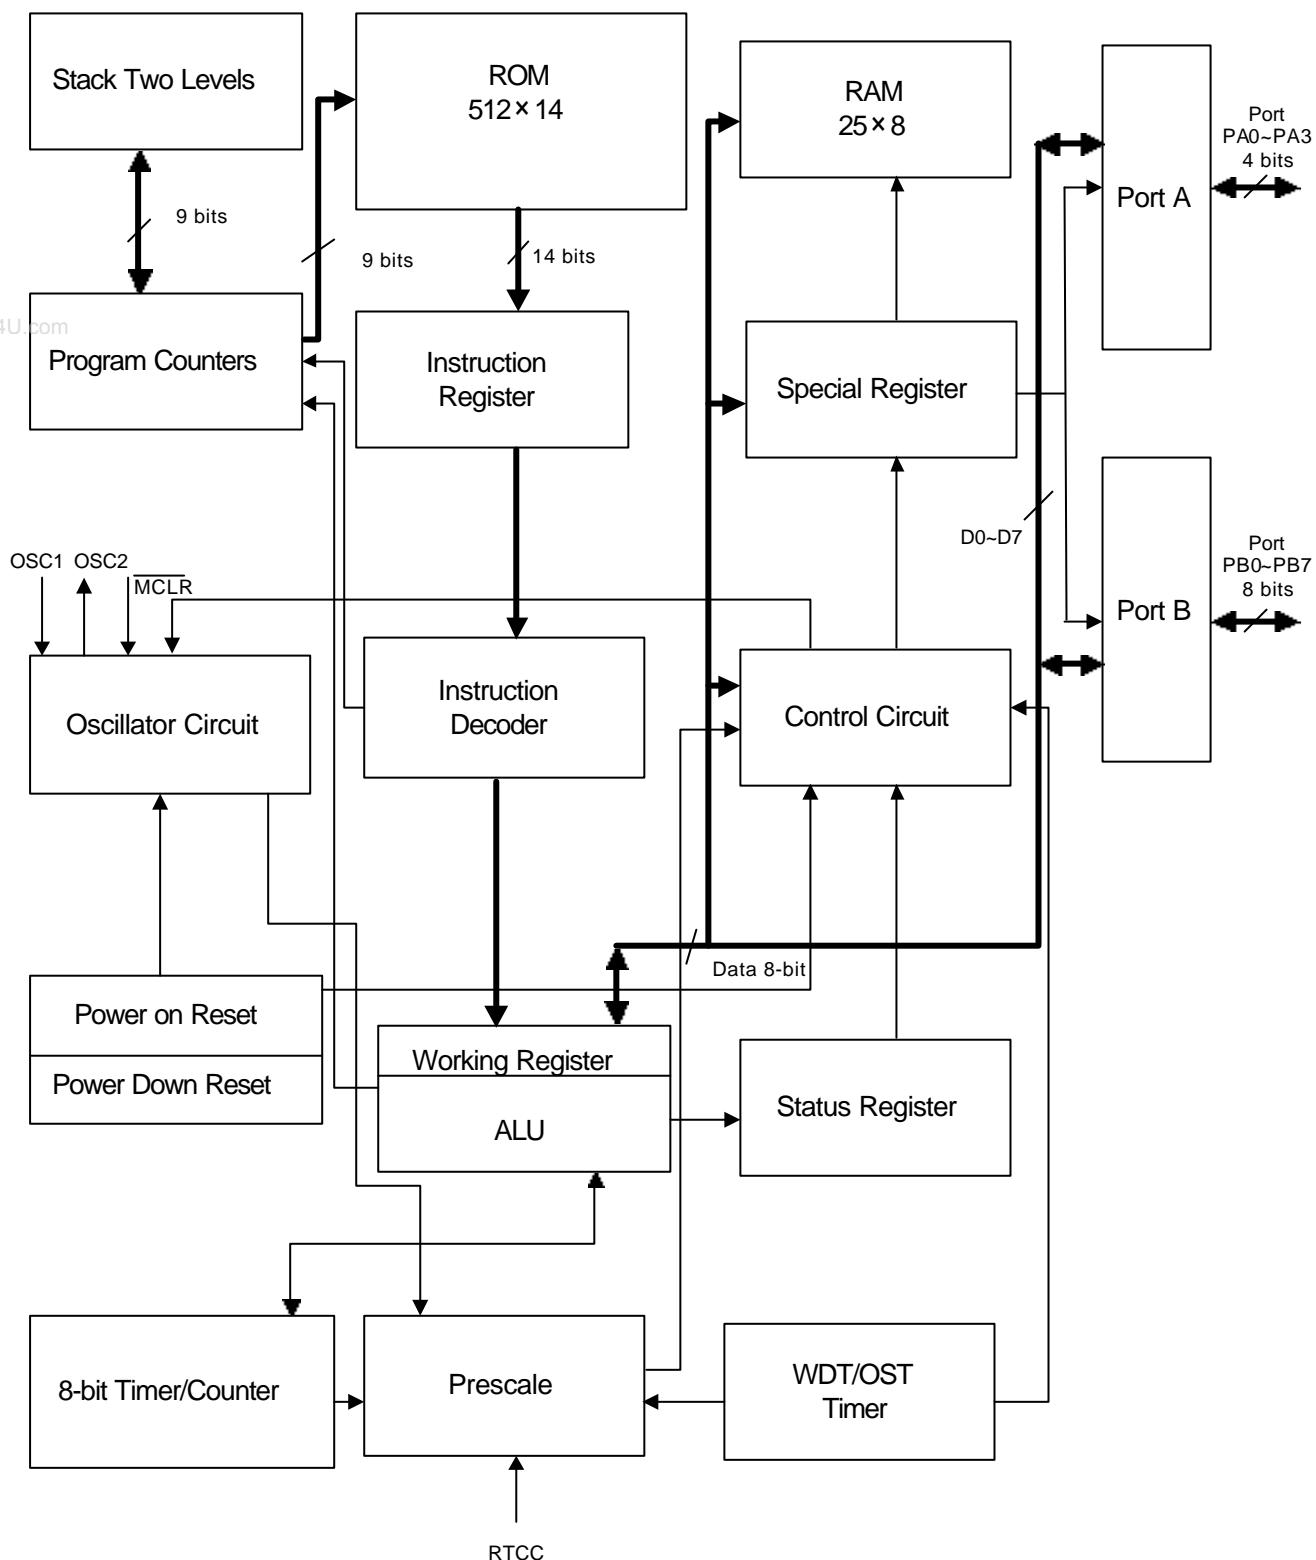 Stack Two Levels
ROM
512×14
RAM
25×8
Port
PA0~PA3
4 bits
Port A
9 bits
9 bits
14 bits
4U.com
Program Counters
Instruction
Register
Special Register
D0~D7
Port
PB0~PB7
8 bits
Port B
OSC1 OSC2 MCLR
Oscillator Circuit
Instruction
Decoder
Control Circuit
Data 8-bit
Power on Reset
Power Down Reset
Working Register
ALU
Status Register
8-bit Timer/Counter
Prescale
WDT/OST
Timer
RTCC